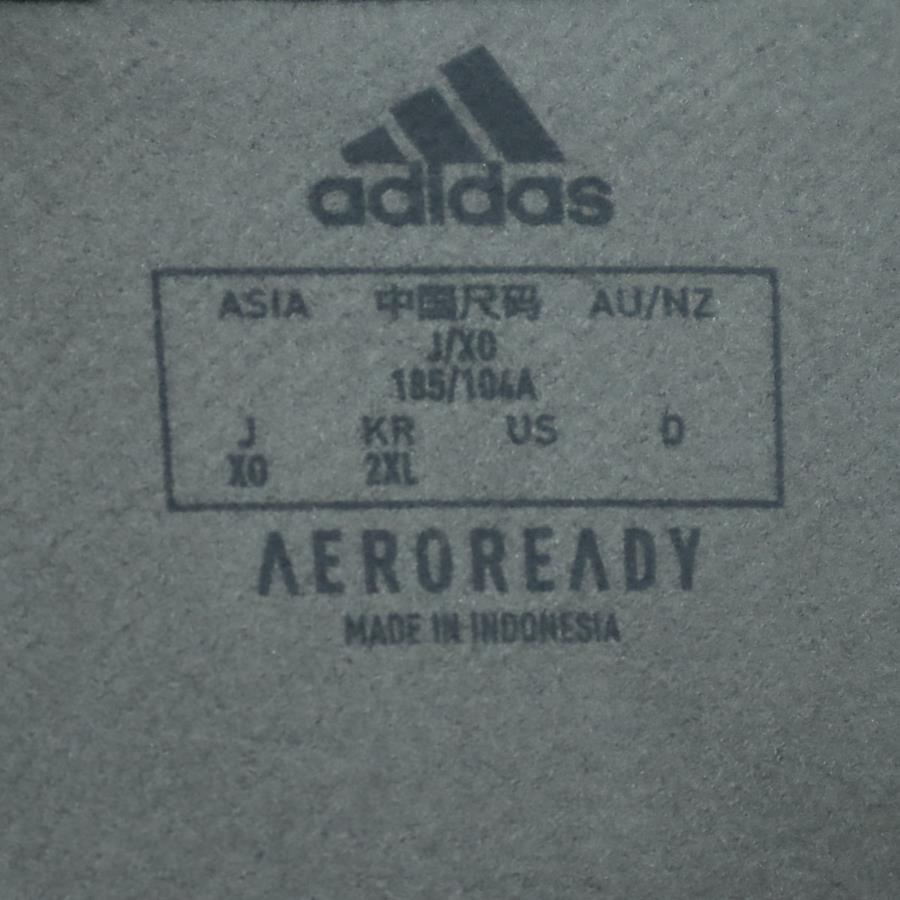 adidas
ASIA 中国尺码 AU/NZ
J/XO
185/104A
J KR US D
XO 2XL
AEROREADY
MADE IN INDONESIA